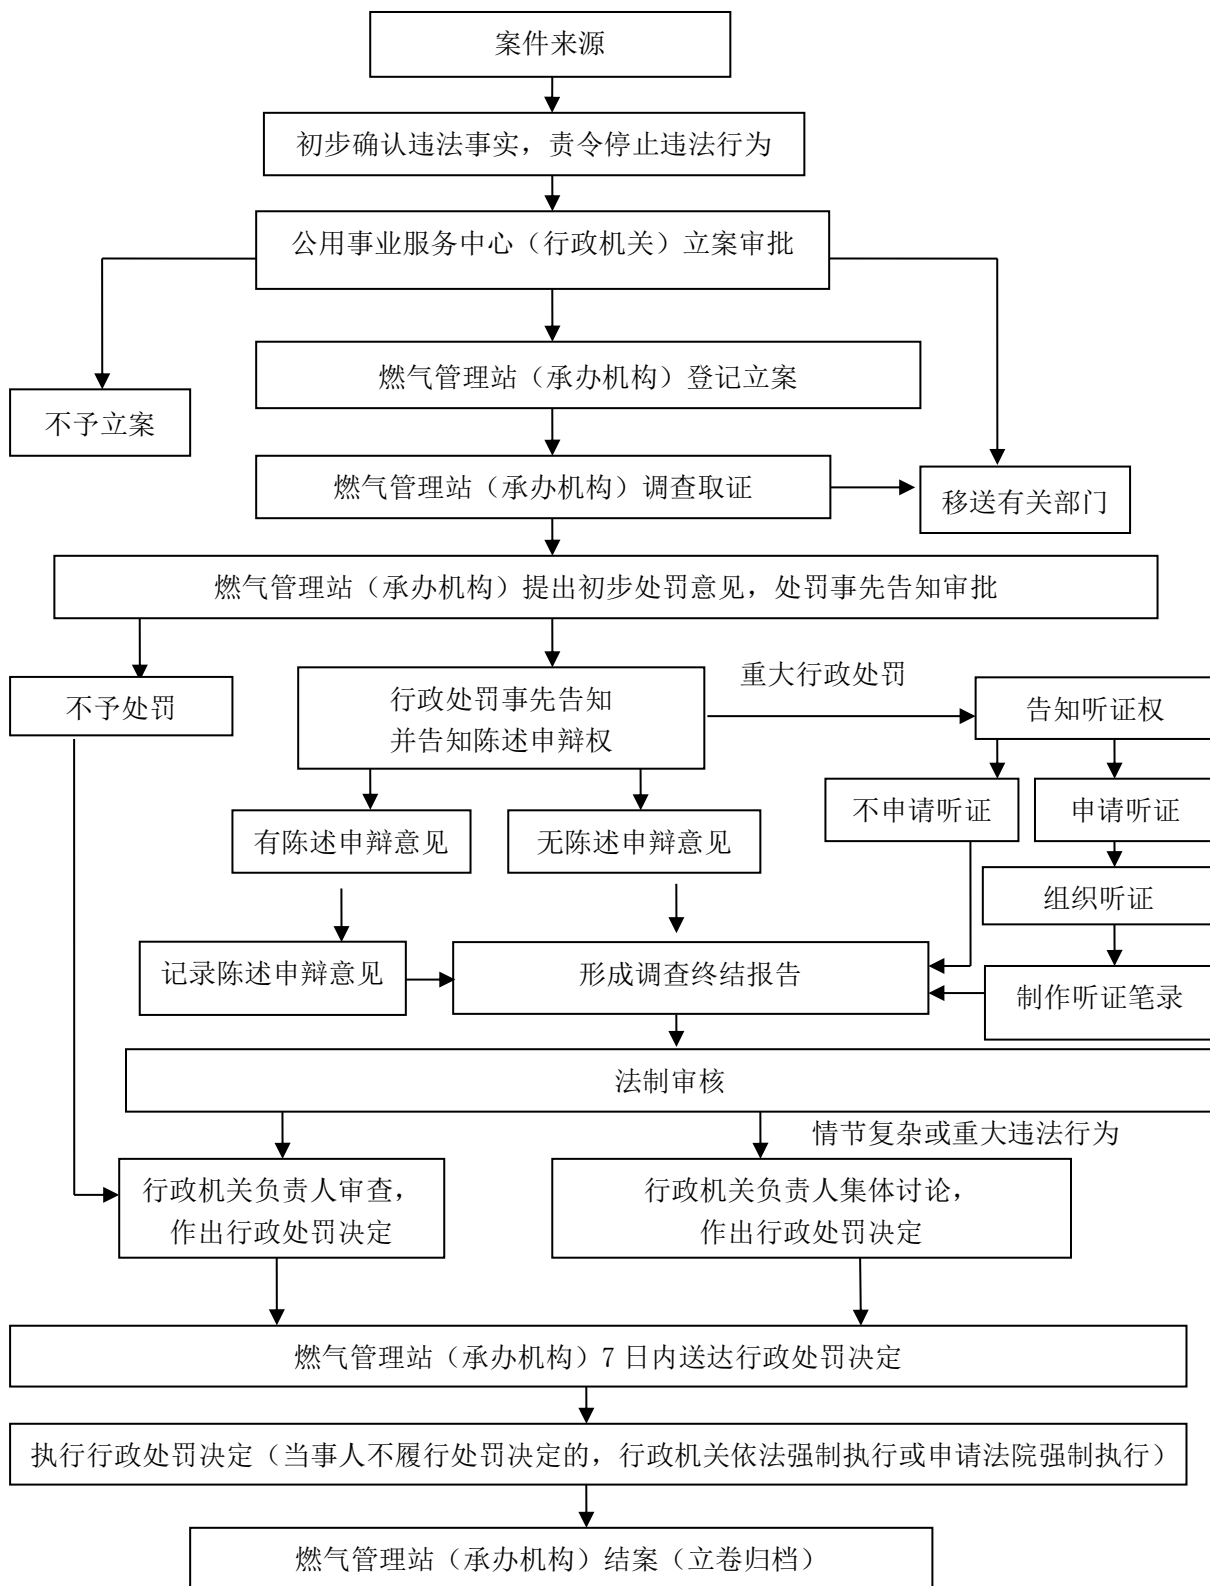 案件来源
初步确认违法事实，责令停止违法行为
公用事业服务中心（行政机关）立案审批
燃气管理站（承办机构）登记立案
不予立案
燃气管理站（承办机构）调查取证
移送有关部门
燃气管理站（承办机构）提出初步处罚意见，处罚事先告知审批
重大行政处罚
不予处罚
行政处罚事先告知
并告知陈述申辩权
告知听证权
不申请听证
申请听证
有陈述申辩意见
无陈述申辩意见
组织听证
记录陈述申辩意见
形成调查终结报告
制作听证笔录
法制审核
情节复杂或重大违法行为
行政机关负责人审查，
作出行政处罚决定
行政机关负责人集体讨论，
作出行政处罚决定
燃气管理站（承办机构）7 日内送达行政处罚决定
执行行政处罚决定（当事人不履行处罚决定的，行政机关依法强制执行或申请法院强制执行）
燃气管理站（承办机构）结案（立卷归档）